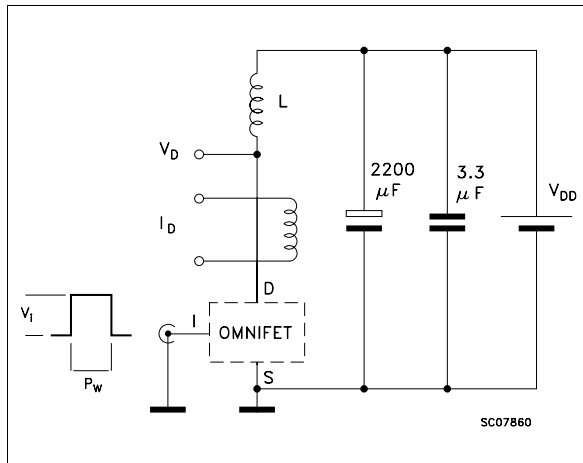 L
V_D
2200
μF
3.3
μF
V_DD
I_D
D
V_i
I
OMNIFET
P_W
S
SC07860